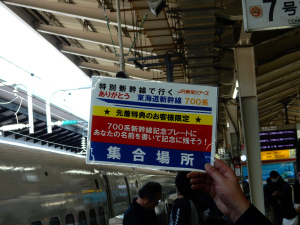 7号
特別新幹線で行く JR東海ツアーズ
ありがとう 東海道新幹線 700系
★ 先着特典のお客様限定 ★
700系新幹線記念プレートに
あなたの名前を書いて記念に残そう!
集合場所